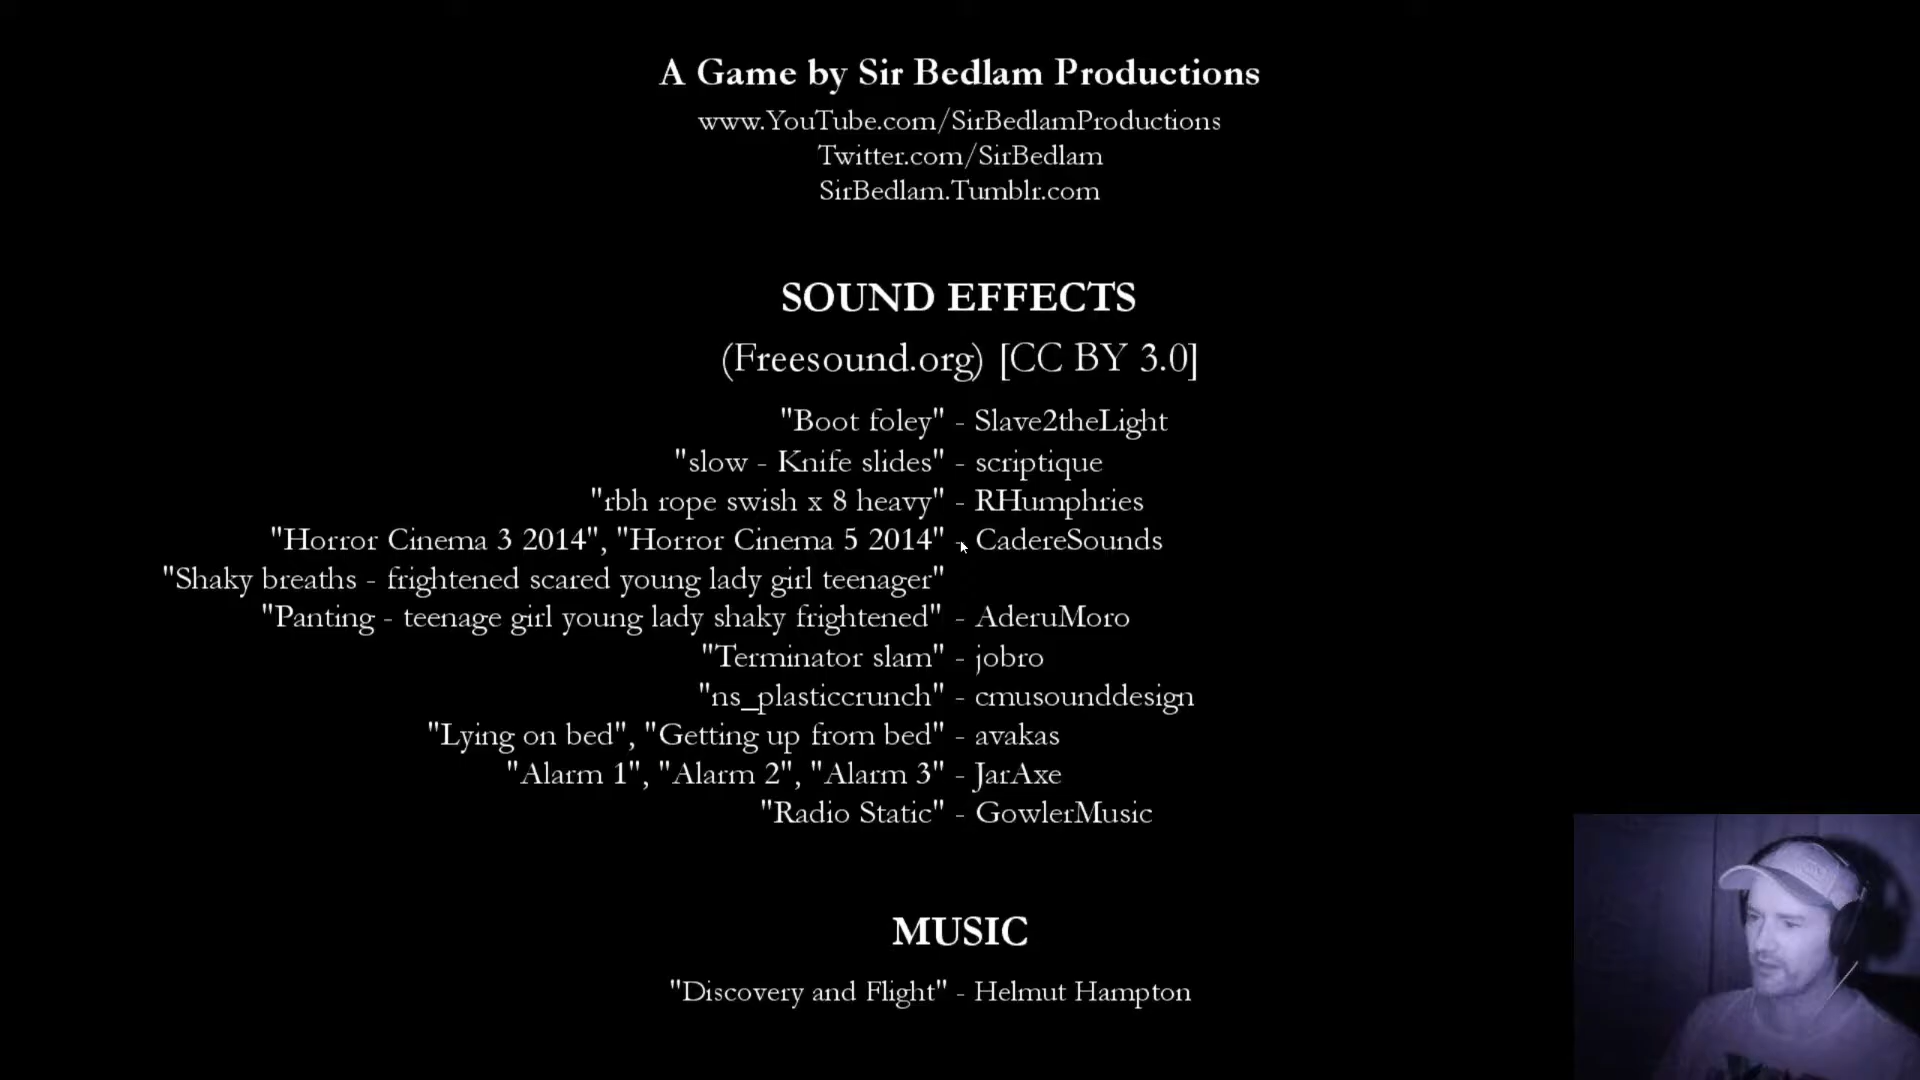 A Game by Sir Bedlam Productions
www.YouTube.com/SirBedlamProductions
Twitter.com/SirBedlam
SirBedlam.Tumblr.com
SOUND EFFECTS
(Freesound.org) [CC BY 3.0]
"Boot foley" - Slave2theLight
"slow - Knife slides" - scriptique
"rbh rope swish x 8 heavy" - RHumphries
"Horror Cinema 3 2014", "Horror Cinema 5 2014" - CadereSounds
"Shaky breaths - frightened scared young lady girl teenager"
"Panting - teenage girl young lady shaky frightened" - AderuMoro
"Terminator slam" - jobro
"ns_plasticcrunch" - cmusounddesign
"Lying on bed", "Getting up from bed" - avakas
"Alarm 1", "Alarm 2", "Alarm 3" - JarAxe
"Radio Static" - GowlerMusic
MUSIC
"Discovery and Flight" - Helmut Hampton